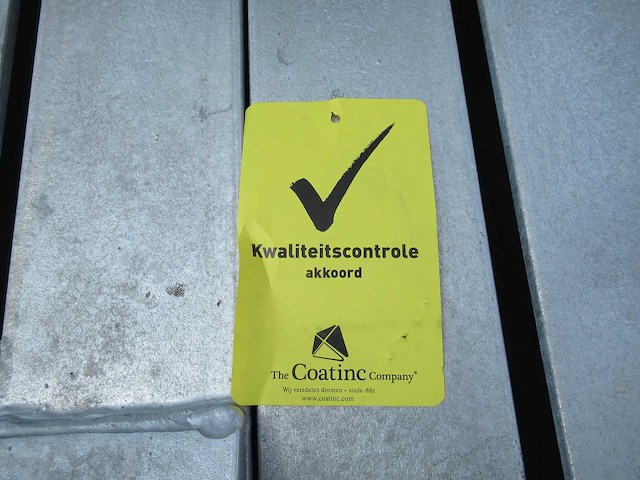 Kwaliteitscontrole
akkoord
The Coatinc Company®
Wij veredelen dromen – sinds 1885
www.coatinc.com